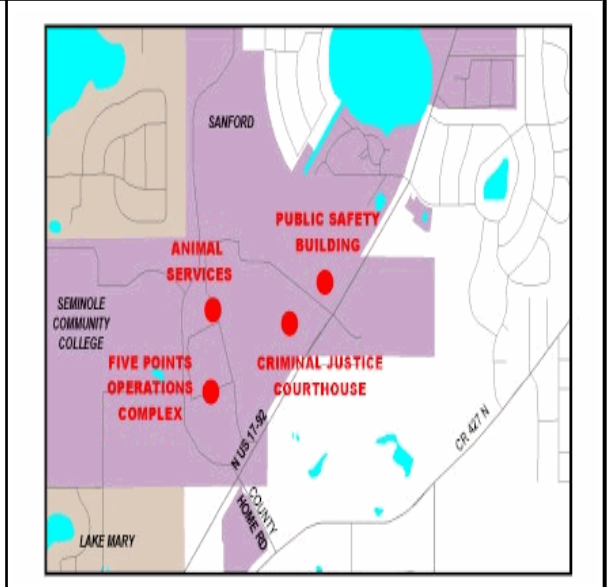 SANFORD
PUBLIC SAFETY
BUILDING
ANIMAL
SERVICES
SEMINOLE
COMMUNITY
COLLEGE
FIVE POINTS
OPERATIONS
COMPLEX
CRIMINAL JUSTICE
COURTHOUSE
N US 17-92
CR 427 N
COUNTY
HOME RD
LAKE MARY